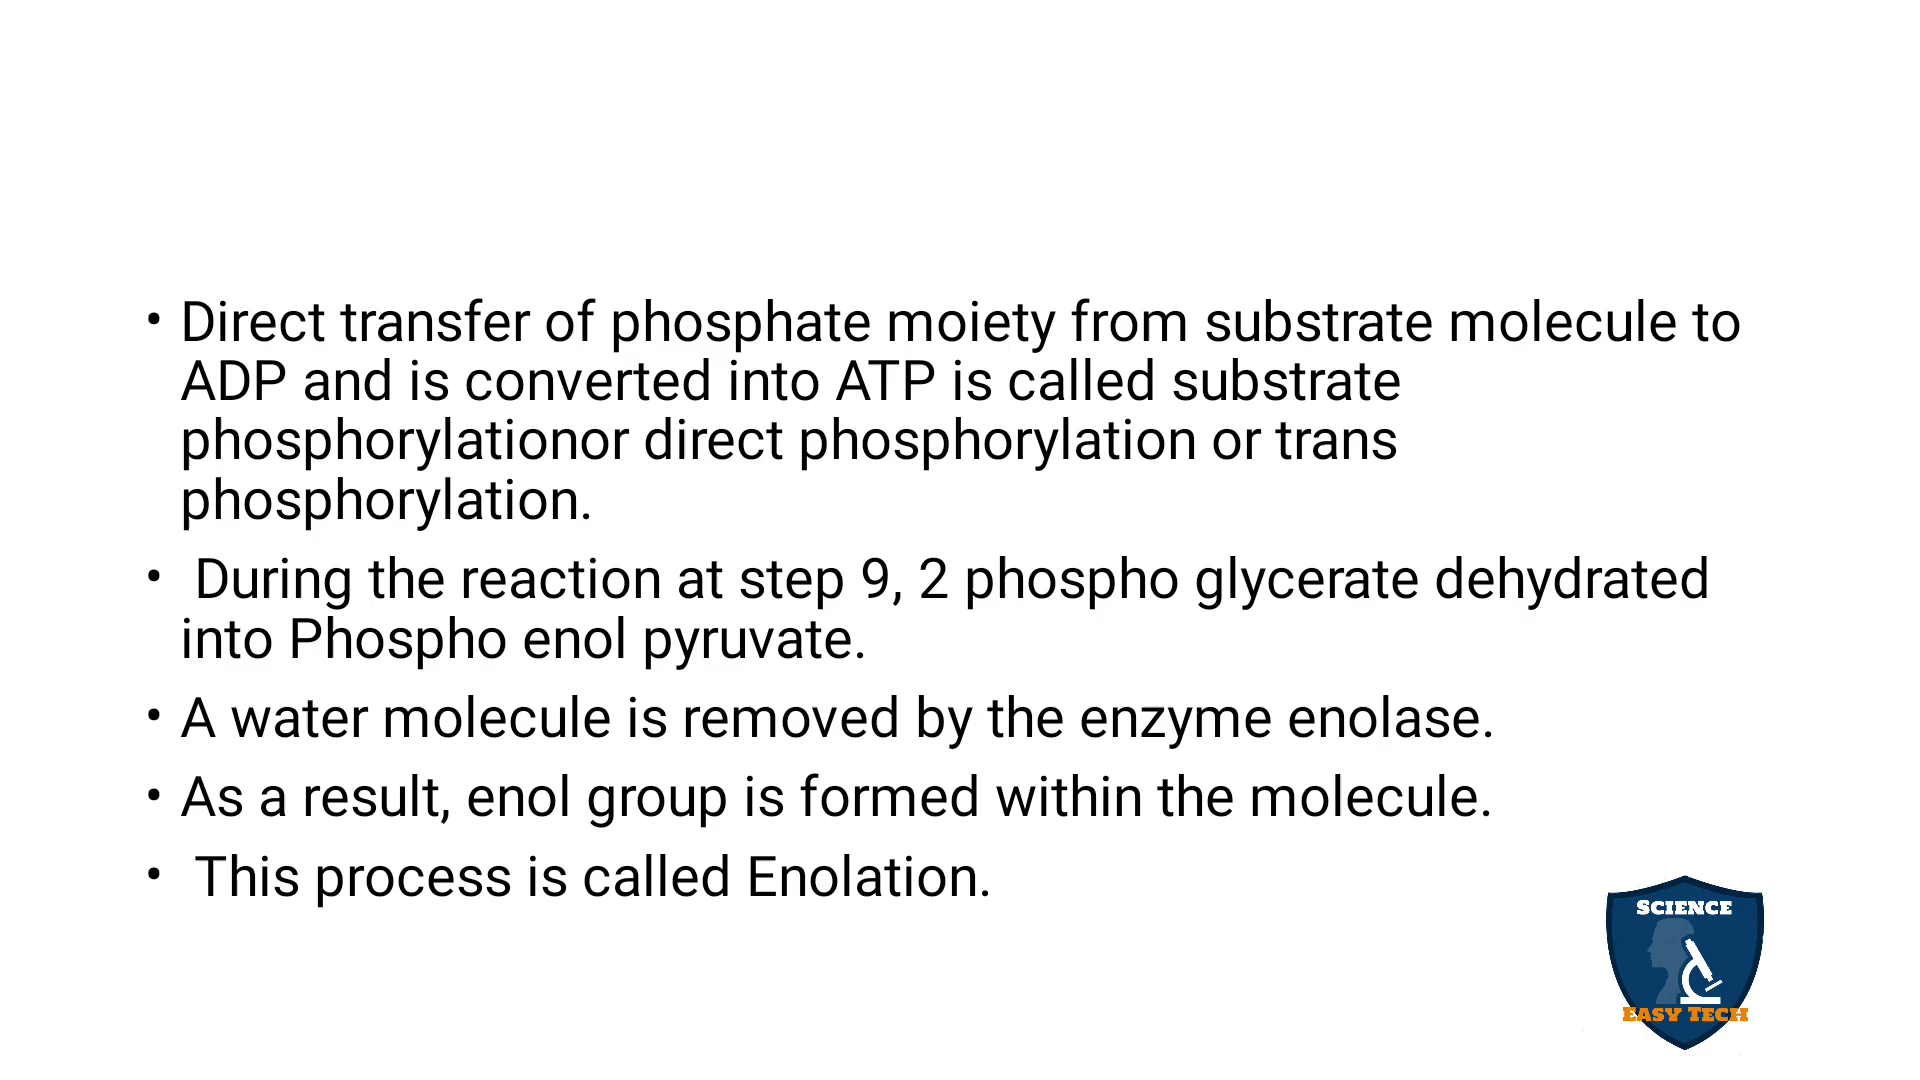 • Direct transfer of phosphate moiety from substrate molecule to
ADP and is converted into ATP is called substrate
phosphorylationor direct phosphorylation or trans
phosphorylation.
• During the reaction at step 9, 2 phospho glycerate dehydrated
into Phospho enol pyruvate.
• A water molecule is removed by the enzyme enolase.
• As a result, enol group is formed within the molecule.
• This process is called Enolation.
SCIENCE
EASY TECH